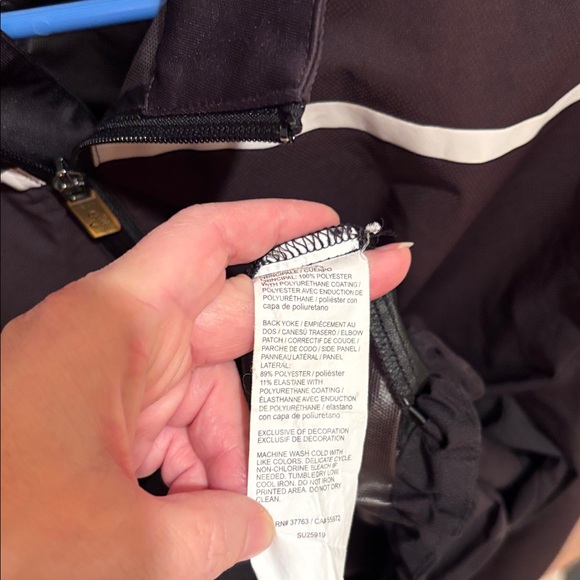 PRINCIPALE / CUERPO
PRINCIPAL: 100% POLYESTER
WITH POLYURETHANE COATING /
POLYESTER AVEC ENDUCTION DE
POLYURÉTHANE / poliéster con
capa de poliuretano
BACK YOKE / EMPIÈCEMENT AU
DOS / CANESÚ TRASERO / ELBOW
PATCH / CORRECTIF DE COUDE /
PARCHE DE CODO / SIDE PANEL /
PANNEAU LATÉRAL / PANEL
LATERAL:
89% POLYESTER / poliéster
11% ELASTANE WITH
POLYURETHANE COATING /
ÉLASTHANNE AVEC ENDUCTION
DE POLYURÉTHANE / elastano
con capa de poliuretano
EXCLUSIVE OF DECORATION
EXCLUSIF DE DÉCORATION
MACHINE WASH COLD WITH
LIKE COLORS. DELICATE CYCLE.
NON-CHLORINE BLEACH IF
NEEDED. TUMBLE DRY LOW.
COOL IRON. DO NOT IRON
PRINTED AREA. DO NOT DRY
CLEAN.
RN# 37763 / CA# 55972
SU25919